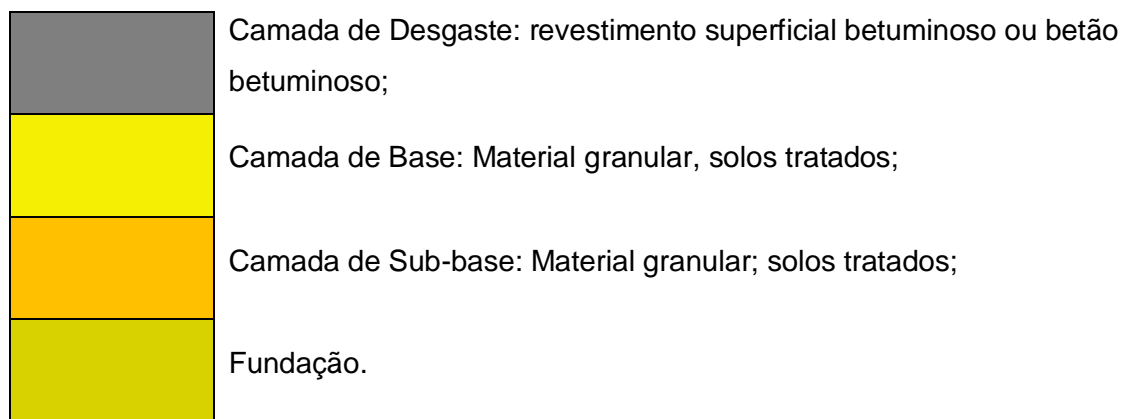 Camada de Desgaste: revestimento superficial betuminoso ou betão
betuminoso;
Camada de Base: Material granular, solos tratados;
Camada de Sub-base: Material granular; solos tratados;
Fundação.